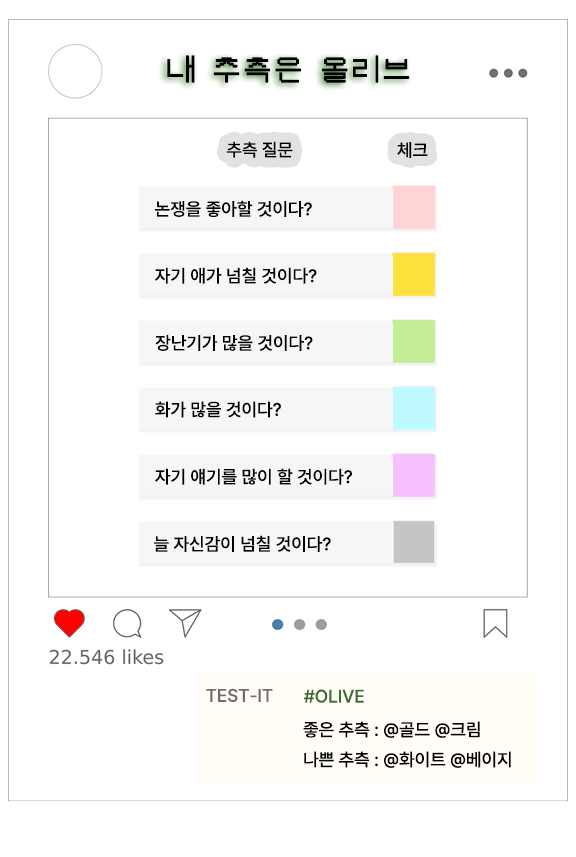 내 추측은 올리브
추측 질문 체크
논쟁을 좋아할 것이다?
자기 애가 넘칠 것이다?
장난기가 많을 것이다?
화가 많을 것이다?
자기 얘기를 많이 할 것이다?
늘 자신감이 넘칠 것이다?
22.546 likes
TEST-IT #OLIVE
좋은 추측 : @골드 @크림
나쁜 추측 : @화이트 @베이지